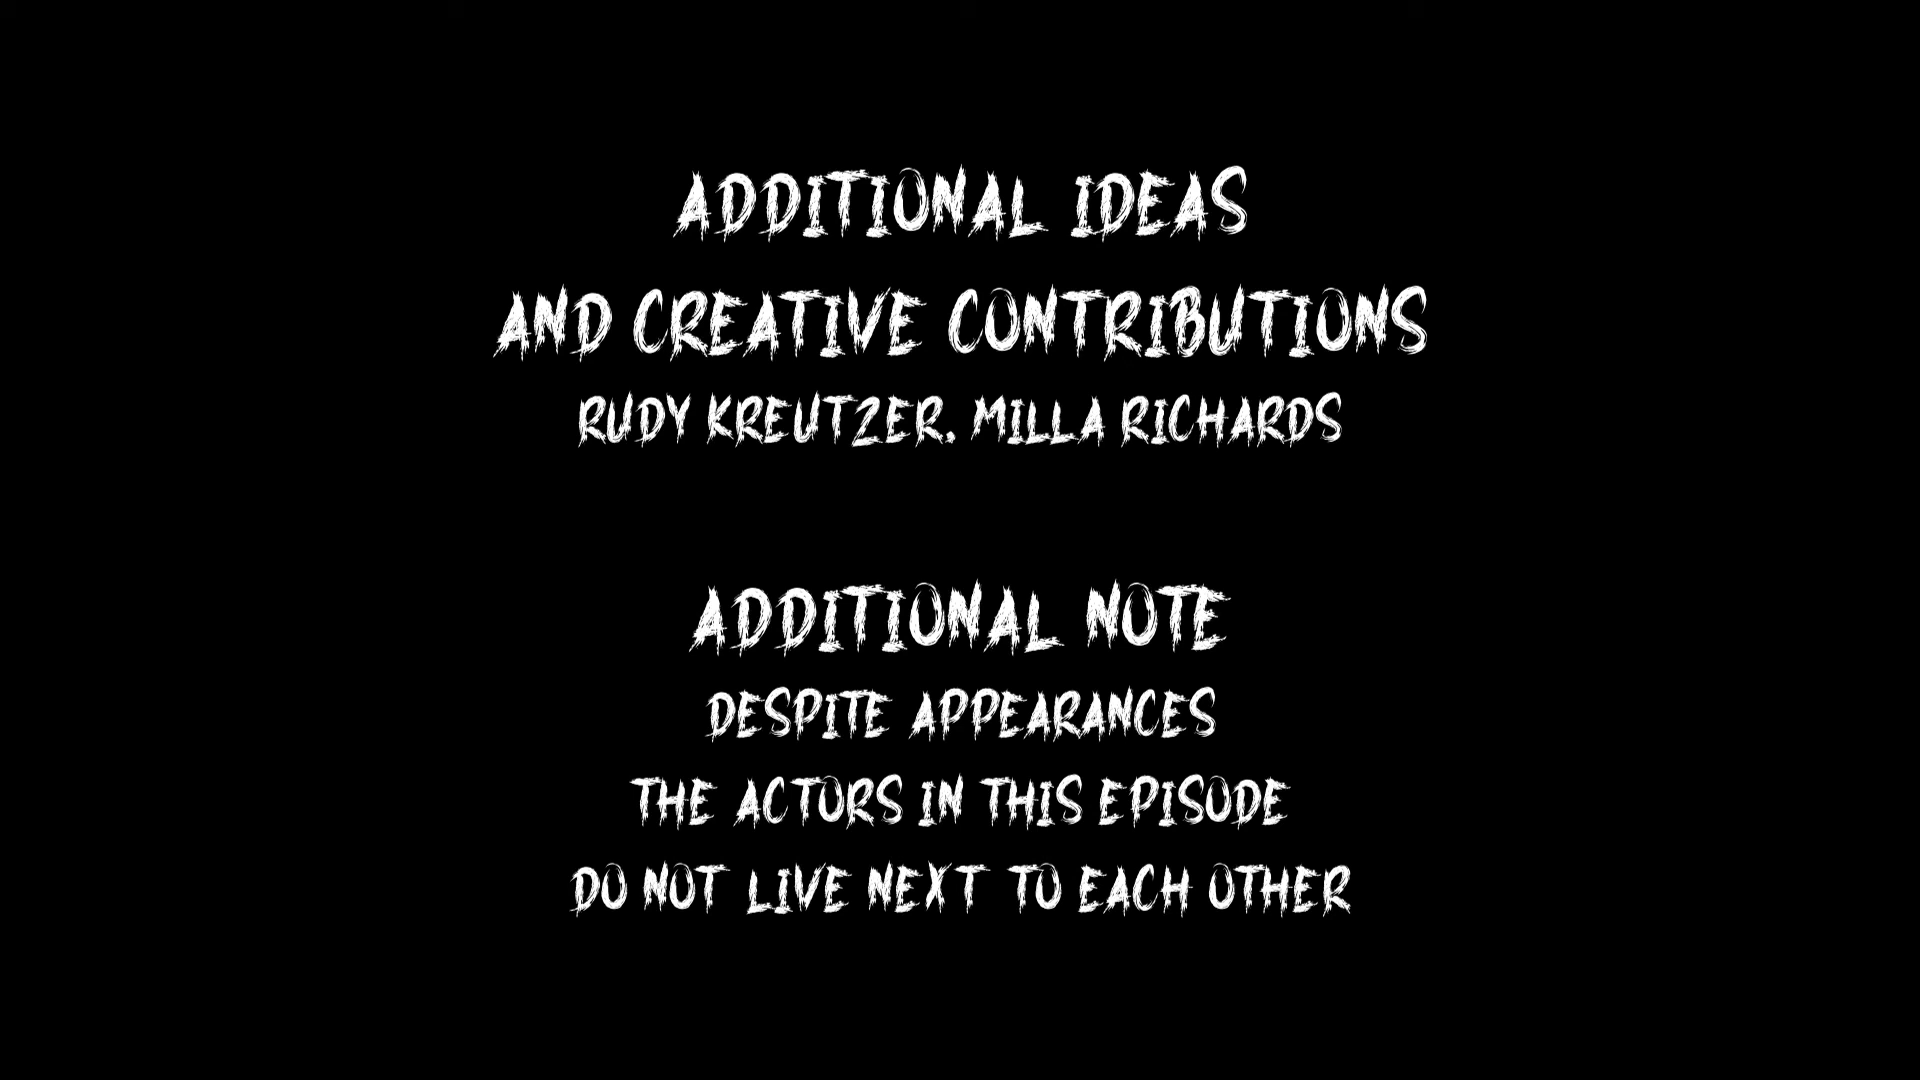 ADDITIONAL IDEAS
AND CREATIVE CONTRIBUTIONS
RUDY KREUTZER, MILLA RICHARDS
ADDITIONAL NOTE
DESPITE APPEARANCES
THE ACTORS IN THIS EPISODE
DO NOT LIVE NEXT TO EACH OTHER